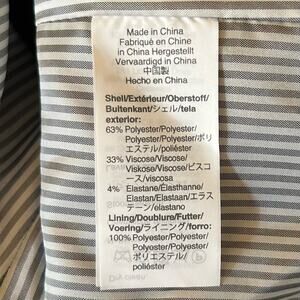 Made in China
Fabriqué en Chine
in China Hergestellt
Vervaardigd in China
中国製
Hecho en China
Shell/Extérieur/Oberstoff/
Buitenkant/シェル/tela
exterior:
63% Polyester/Polyester/
Polyester/Polyester/ポリ
エステル/poliéster
33% Viscose/Viscose/
Viskose/Viscose/ビスコ
ース/viscosa
4% Elastane/Élasthanne/
Elastan/Elastaan/エラス
テーン/elastano
Lining/Doublure/Futter/
Voering/ライニング/forro:
100% Polyester/Polyester/
Polyester/Polyester/
ポリエステル/
poliéster